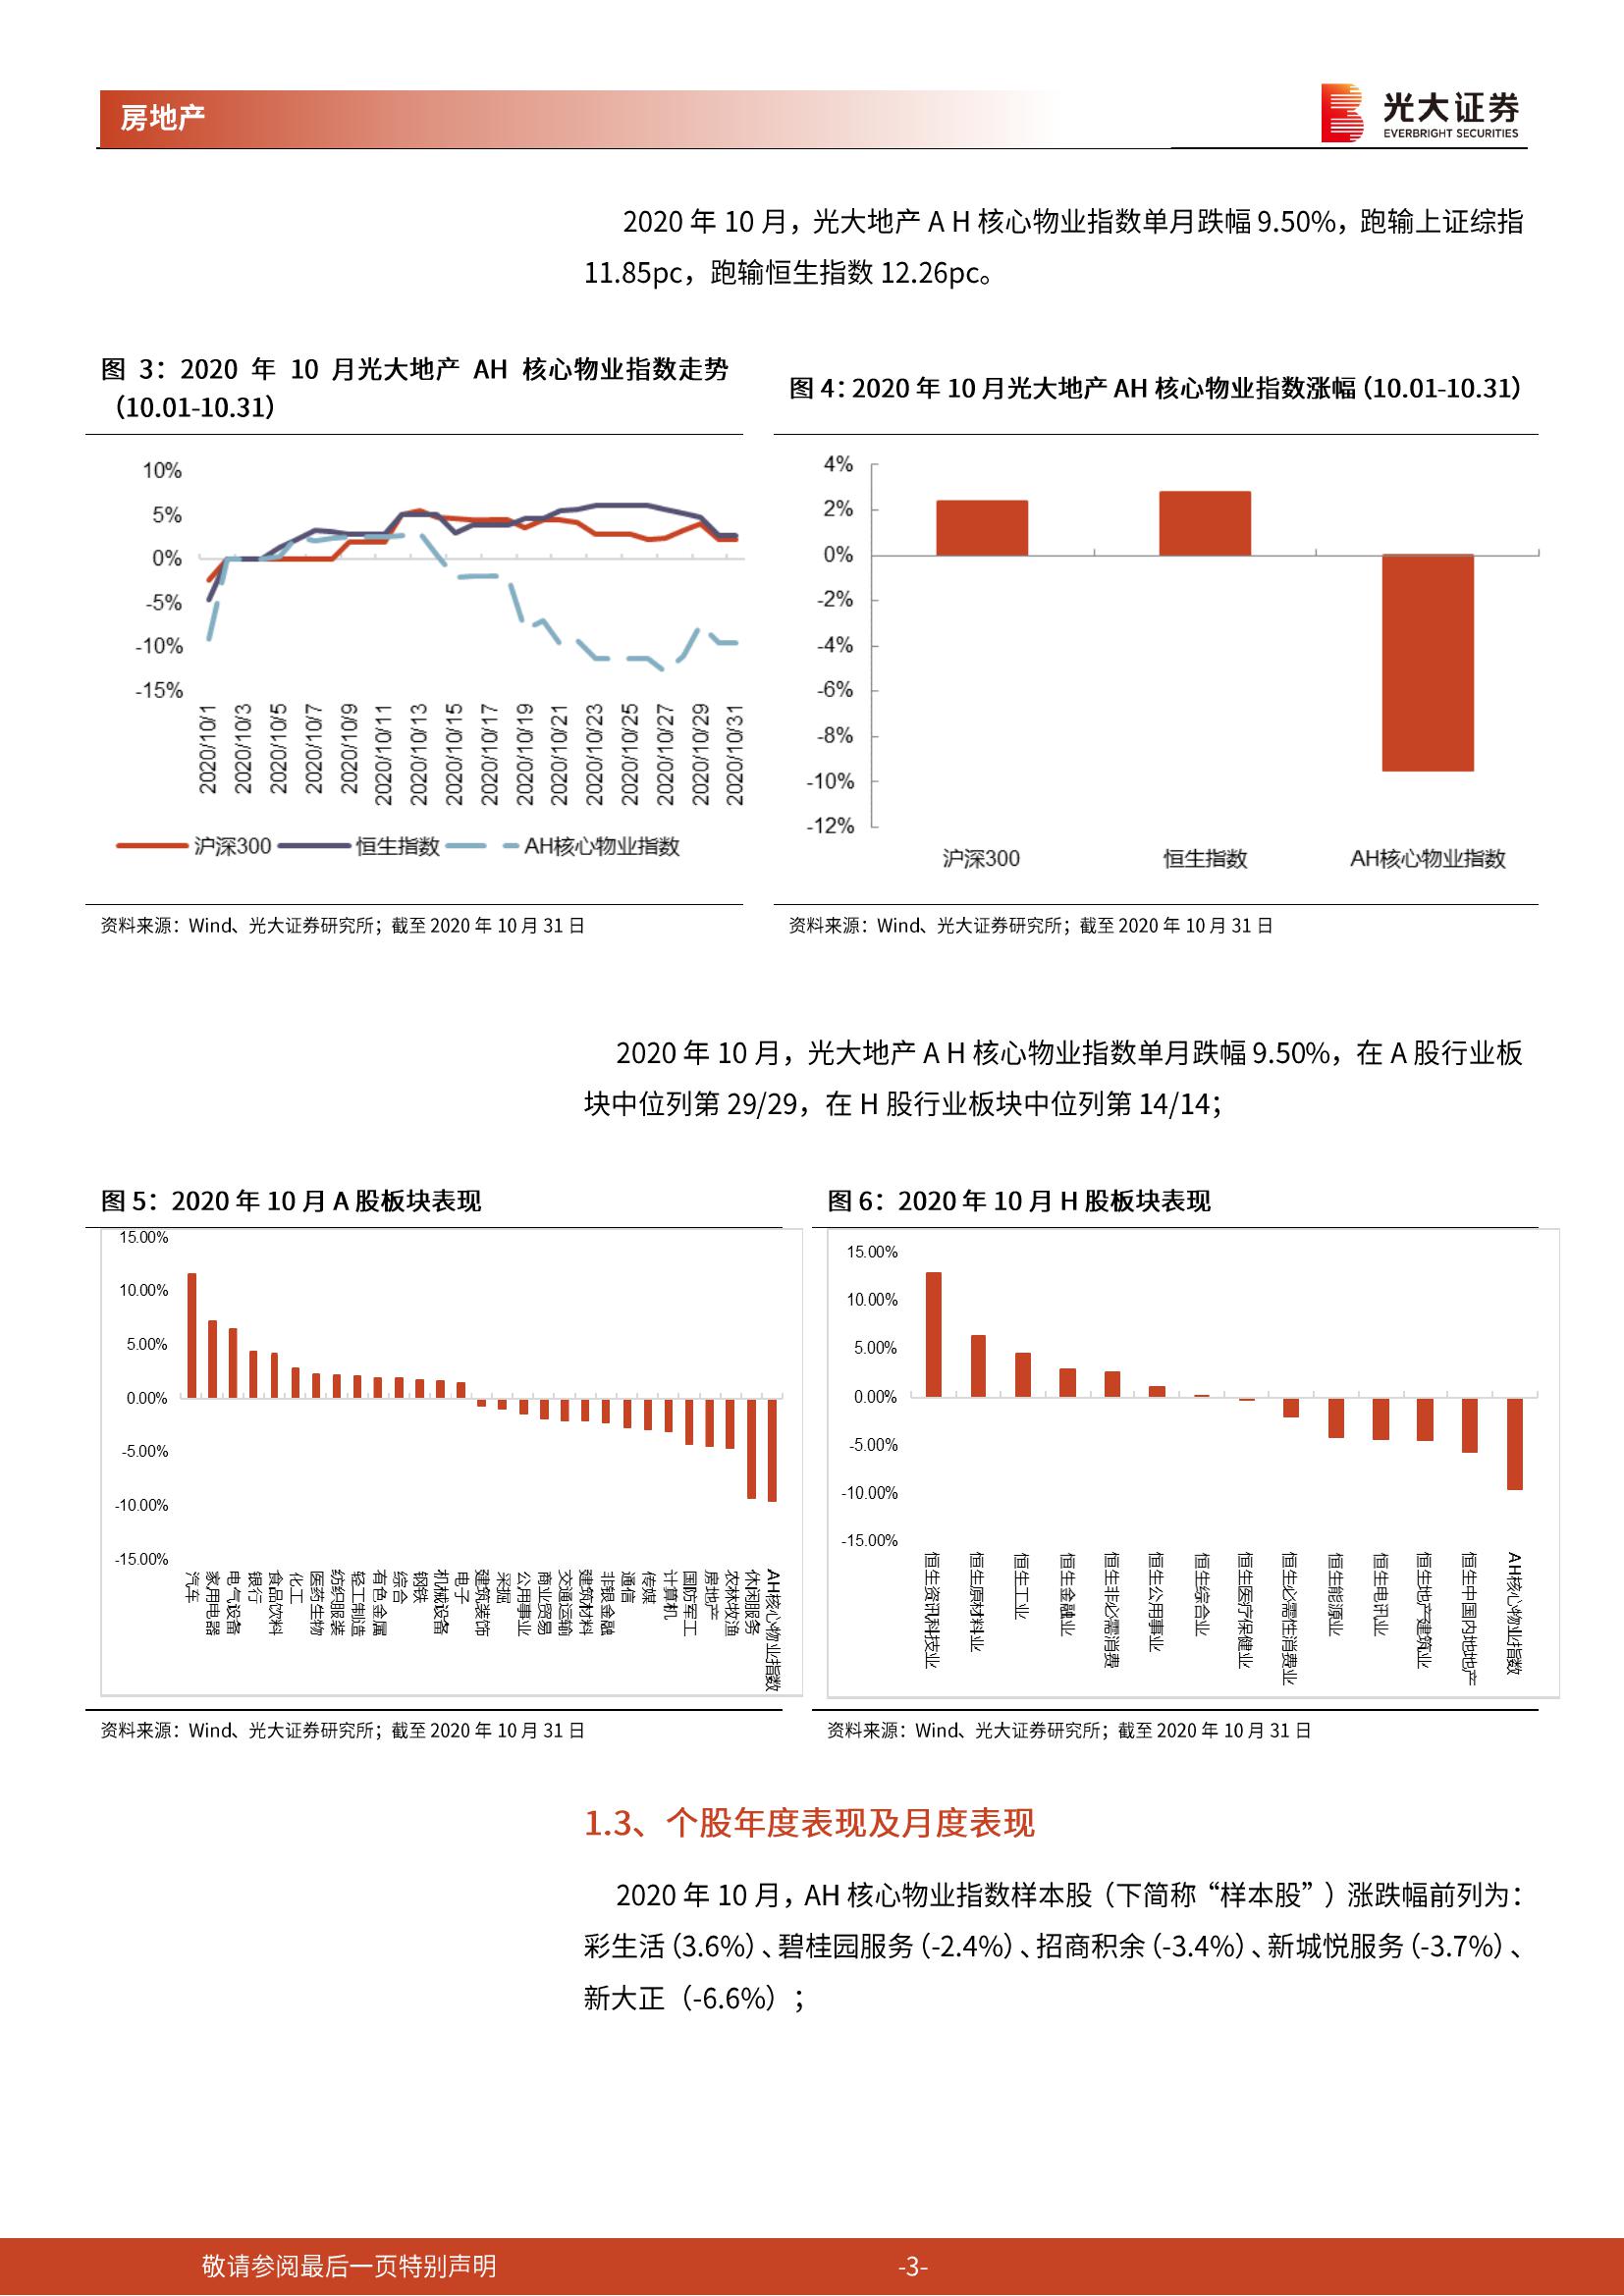 房地产
光大证券
EVERBRIGHT SECURITIES
2020 年 10 月，光大地产 A H 核心物业指数单月跌幅 9.50%，跑输上证综指
11.85pc，跑输恒生指数 12.26pc。
图 3：2020 年 10 月光大地产 AH 核心物业指数走势
（10.01-10.31）
10%
5%
0%
-5%
-10%
-15%
2020/10/1
2020/10/3
2020/10/5
2020/10/7
2020/10/9
2020/10/11
2020/10/13
2020/10/15
2020/10/17
2020/10/19
2020/10/21
2020/10/23
2020/10/25
2020/10/27
2020/10/29
2020/10/31
沪深300 恒生指数 AH核心物业指数
资料来源：Wind、光大证券研究所；截至 2020 年 10 月 31 日
图 4：2020 年 10 月光大地产 AH 核心物业指数涨幅（10.01-10.31）
4%
2%
0%
-2%
-4%
-6%
-8%
-10%
-12%
沪深300 恒生指数 AH核心物业指数
资料来源：Wind、光大证券研究所；截至 2020 年 10 月 31 日
2020 年 10 月，光大地产 A H 核心物业指数单月跌幅 9.50%，在 A 股行业板
块中位列第 29/29，在 H 股行业板块中位列第 14/14；
图 5：2020 年 10 月 A 股板块表现
15.00%
10.00%
5.00%
0.00%
-5.00%
-10.00%
-15.00%
汽车
家用电器
电气设备
银行
食品饮料
化工
医药生物
纺织服装
轻工制造
有色金属
综合
钢铁
机械设备
电子
建筑装饰
采掘
公用事业
商业贸易
交通运输
建筑材料
非银金融
通信
传媒
计算机
国防军工
房地产
农林牧渔
休闲服务
AH核心物业指数
资料来源：Wind、光大证券研究所；截至 2020 年 10 月 31 日
图 6：2020 年 10 月 H 股板块表现
15.00%
10.00%
5.00%
0.00%
-5.00%
-10.00%
-15.00%
恒生资讯科技业
恒生原材料业
恒生工业
恒生金融业
恒生非必需消费
恒生公用事业
恒生综合业
恒生医疗保健业
恒生必需性消费业
恒生能源业
恒生电讯业
恒生地产建筑业
恒生中国内地地产
AH核心物业指数
资料来源：Wind、光大证券研究所；截至 2020 年 10 月 31 日
1.3、个股年度表现及月度表现
2020 年 10 月，AH 核心物业指数样本股（下简称“样本股”）涨跌幅前列为：
彩生活（3.6%）、碧桂园服务（-2.4%）、招商积余（-3.4%）、新城悦服务（-3.7%）、
新大正（-6.6%）；
敬请参阅最后一页特别声明
-3-